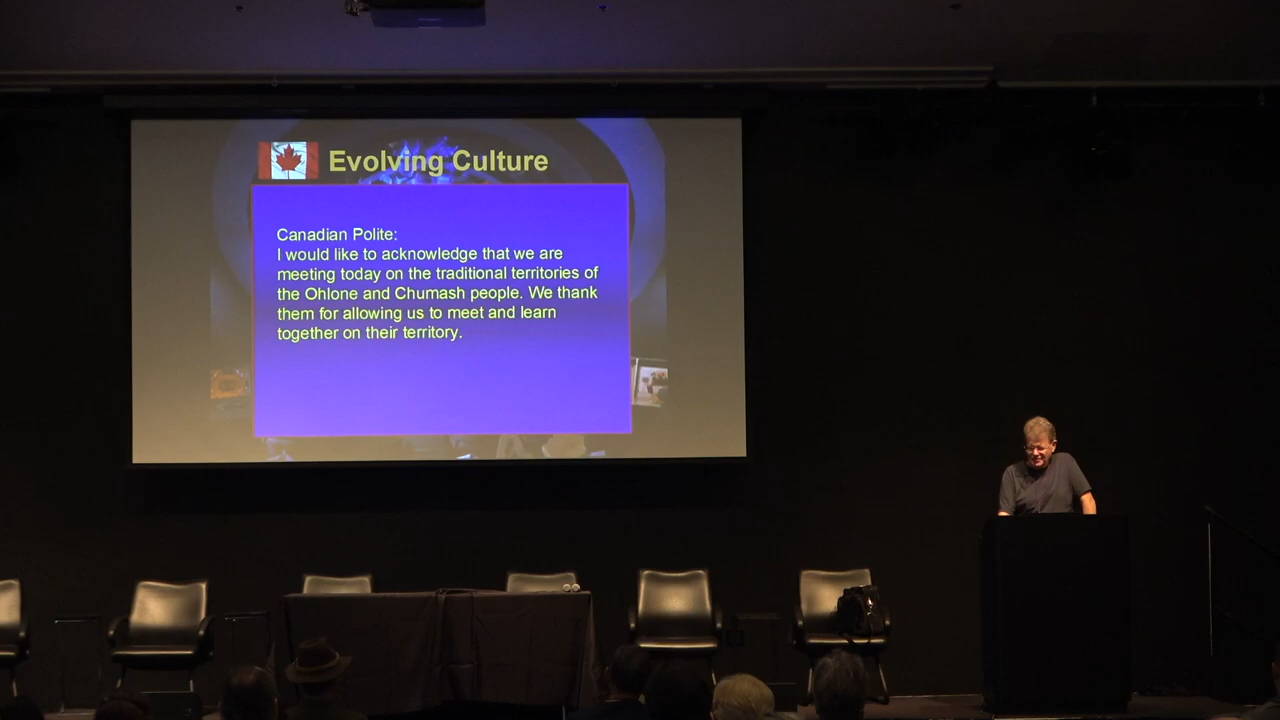 Evolving Culture
Canadian Polite:
I would like to acknowledge that we are
meeting today on the traditional territories of
the Ohlone and Chumash people. We thank
them for allowing us to meet and learn
together on their territory.